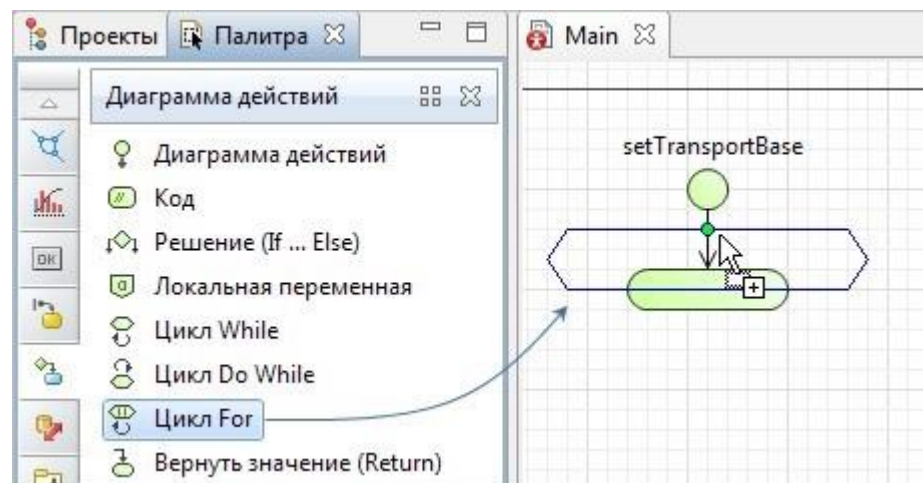 Проекты Палитра Main
Диаграмма действий
setTransportBase
Диаграмма действий
Код
Решение (If ... Else)
OK
Локальная переменная
a
Цикл While
Цикл Do While
Цикл For
Вернуть значение (Return)